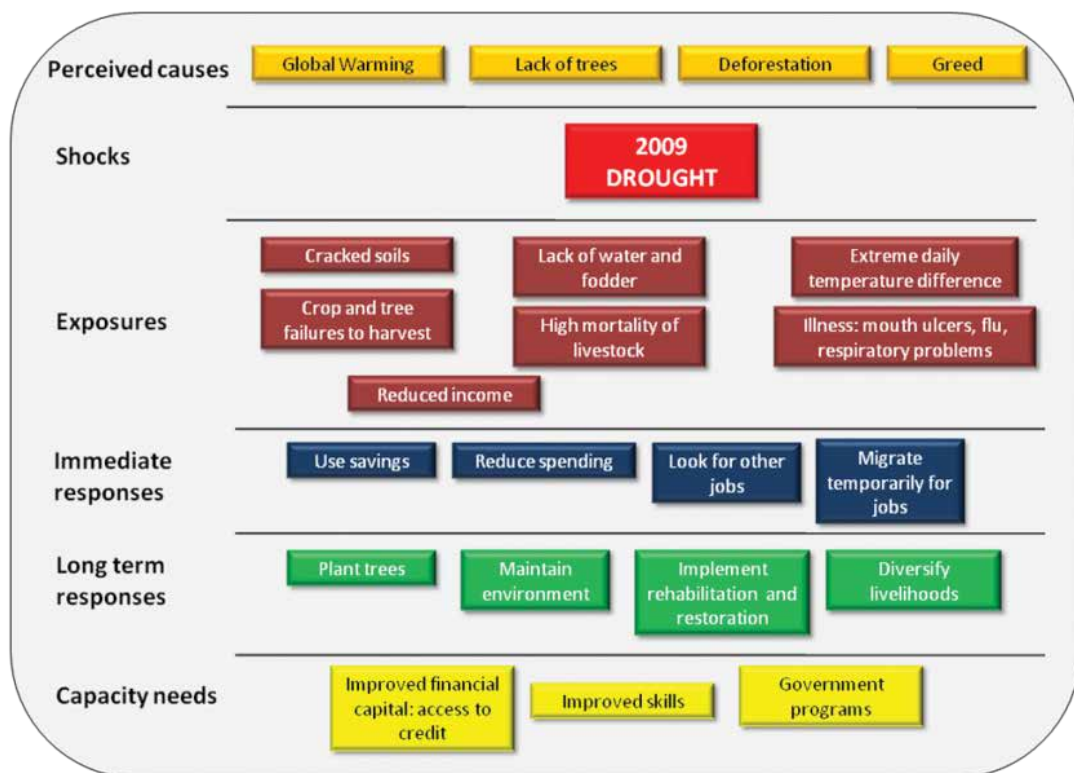 Perceived causes
Global Warming
Lack of trees
Deforestation
Greed
Shocks
2009
DROUGHT
Exposures
Cracked soils
Lack of water and
fodder
Extreme daily
temperature difference
Crop and tree
failures to harvest
High mortality of
livestock
Illness: mouth ulcers, flu,
respiratory problems
Reduced income
Immediate
responses
Use savings
Reduce spending
Look for other
jobs
Migrate
temporarily for
jobs
Long term
responses
Plant trees
Maintain
environment
Implement
rehabilitation and
restoration
Diversify
livelihoods
Capacity needs
Improved financial
capital: access to
credit
Improved skills
Government
programs